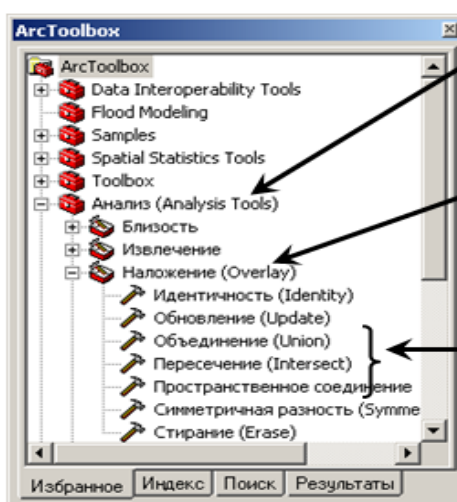 ArcToolbox
ArcToolbox
Data Interoperability Tools
Flood Modeling
Samples
Spatial Statistics Tools
Toolbox
Анализ (Analysis Tools)
Близость
Извлечение
Наложение (Overlay)
Идентичность (Identity)
Обновление (Update)
Объединение (Union)
Пересечение (Intersect)
Пространственное соединение
Симметричная разность (Symme
Стирание (Erase)
Избранное Индекс Поиск Результаты